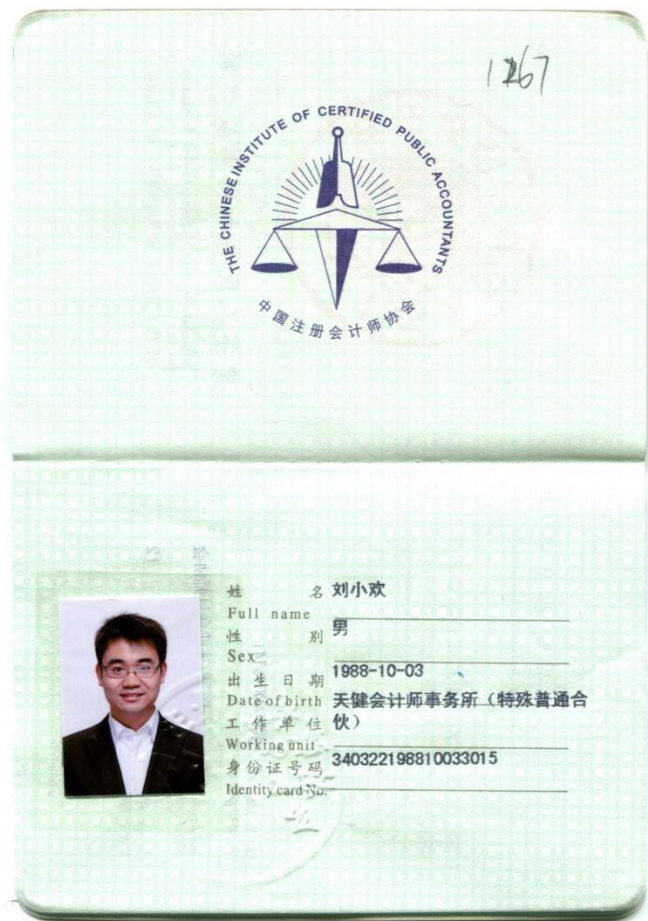 1267
THE CHINESE INSTITUTE OF CERTIFIED PUBLIC ACCOUNTANTS
中国注册会计师协会
姓 名 刘小欢
Full name
性 别 男
Sex
出生日期 1988-10-03
Date of birth
工作单位 天健会计师事务所（特殊普通合
伙）
Working unit
身份证号码 340322198810033015
Identity card No.